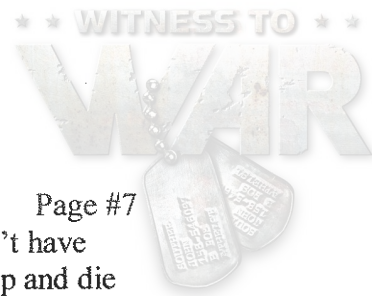 ★ ★ WITNESS TO ★ ★
WAR
Page #7
't have
p and die